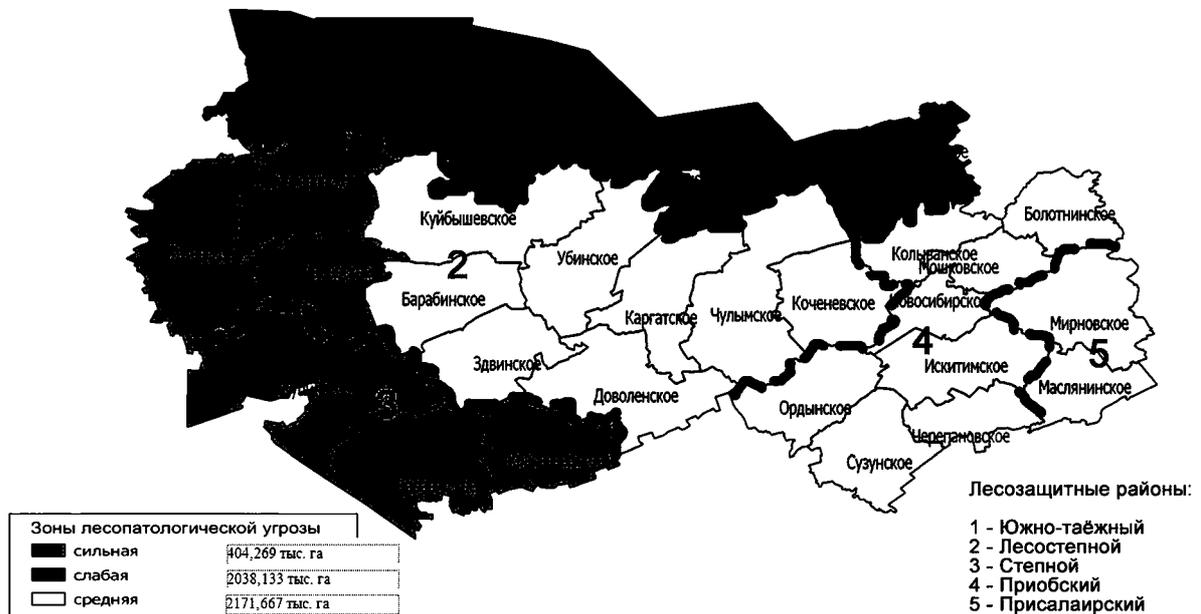 Куйбышевское
2
Убинское
Барабинское
Каргатское
Чулымское
Коченевское
Здвинское
3
Доволенское
Ордынское
Сузунское
Черепановское
Искитимское
4
Колыванское
Мошковское
Новосибирско
Болотнинское
Мирновское
5
Маслянинское
Зоны лесопатологической угрозы
сильная 404,269 тыс. га
слабая 2038,133 тыс. га
средняя 2171,667 тыс. га
Лесозащитные районы:
1 - Южно-таёжный
2 - Лесостепной
3 - Степной
4 - Приобский
5 - Присалаирский